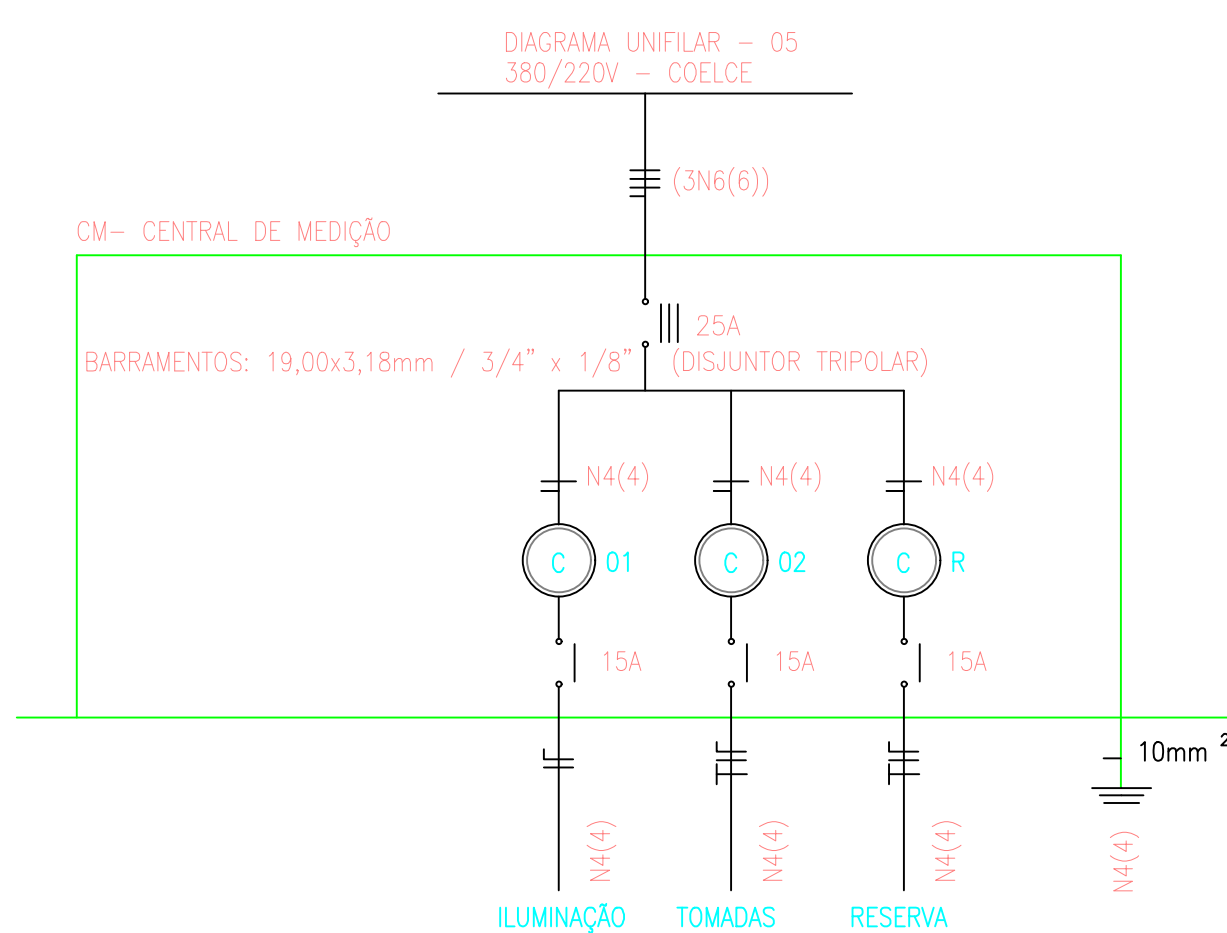 DIAGRAMA UNIFILAR – 05
380/220V – COELCE
(3N6(6))
CM– CENTRAL DE MEDIÇÃO
25A
BARRAMENTOS: 19,00x3,18mm / 3/4" x 1/8" (DISJUNTOR TRIPOLAR)
N4(4) N4(4) N4(4)
C 01 C 02 C R
15A 15A 15A
10mm ²
N4(4) N4(4) N4(4) N4(4)
ILUMINAÇÃO TOMADAS RESERVA